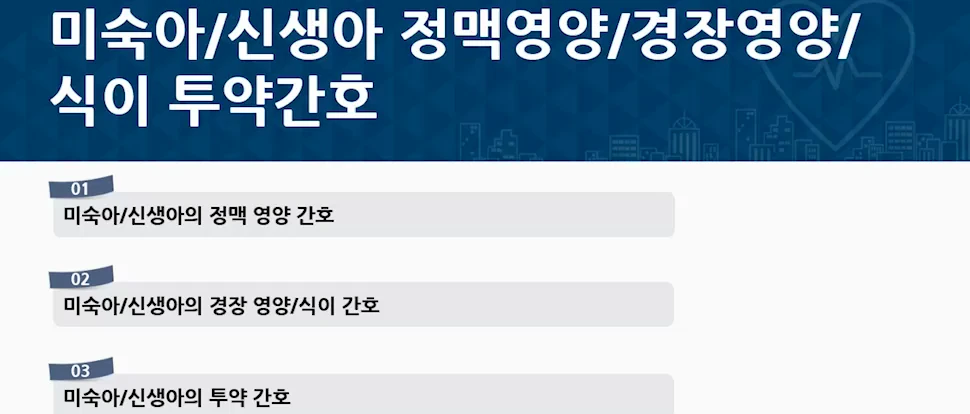 미숙아/신생아 정맥영양/경장영양/
식이 투약간호
01
미숙아/신생아의 정맥 영양 간호
02
미숙아/신생아의 경장 영양/식이 간호
03
미숙아/신생아의 투약 간호